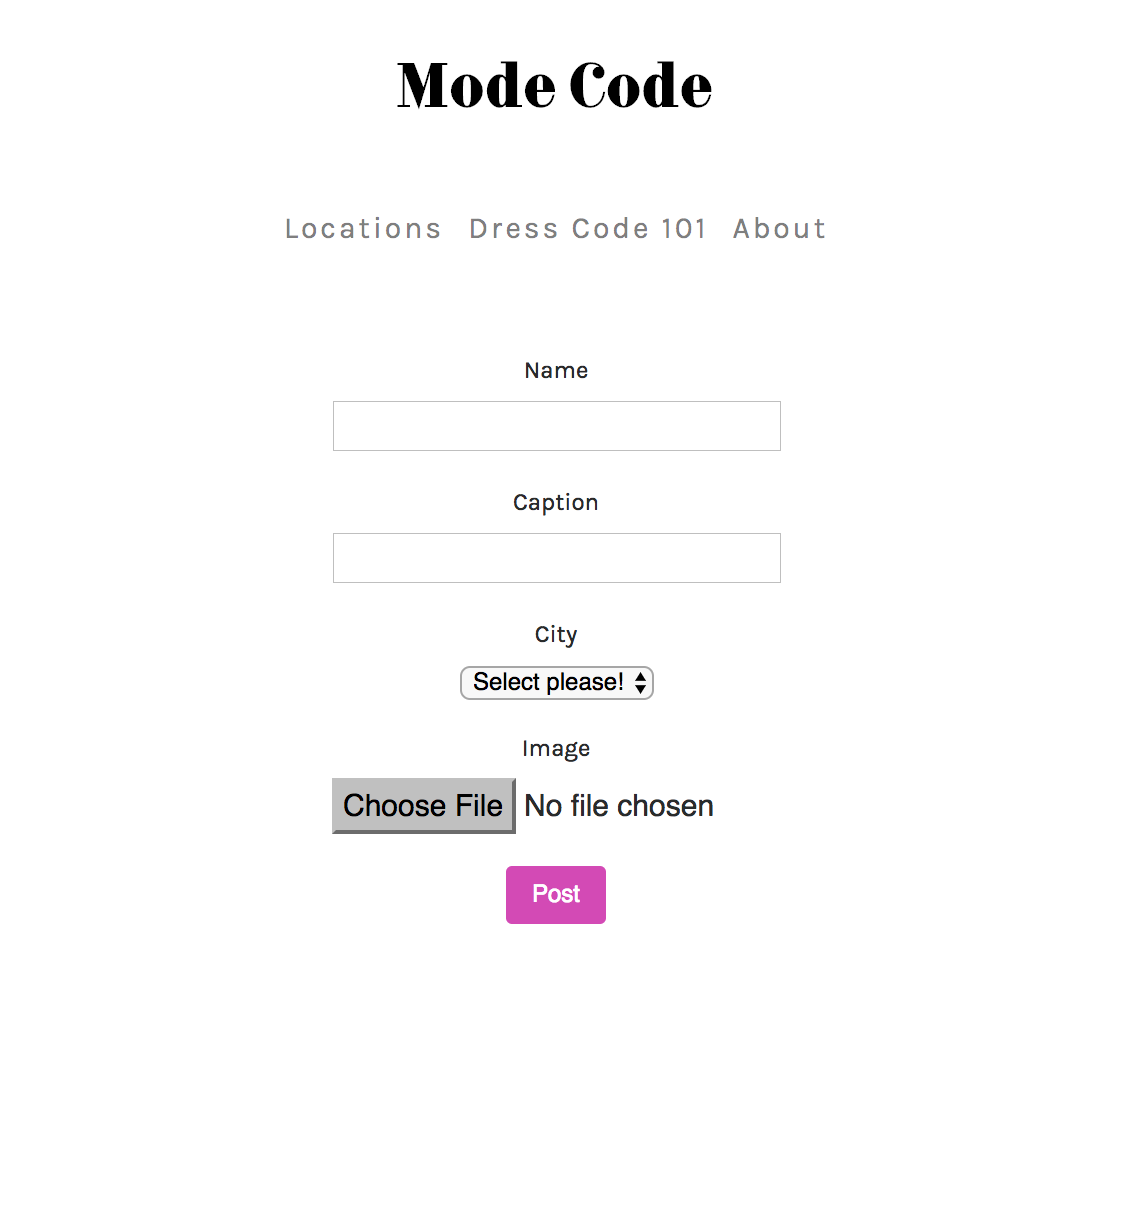 Mode Code
Locations Dress Code 101 About
Name
Caption
City
Select please!
Image
Choose File No file chosen
Post